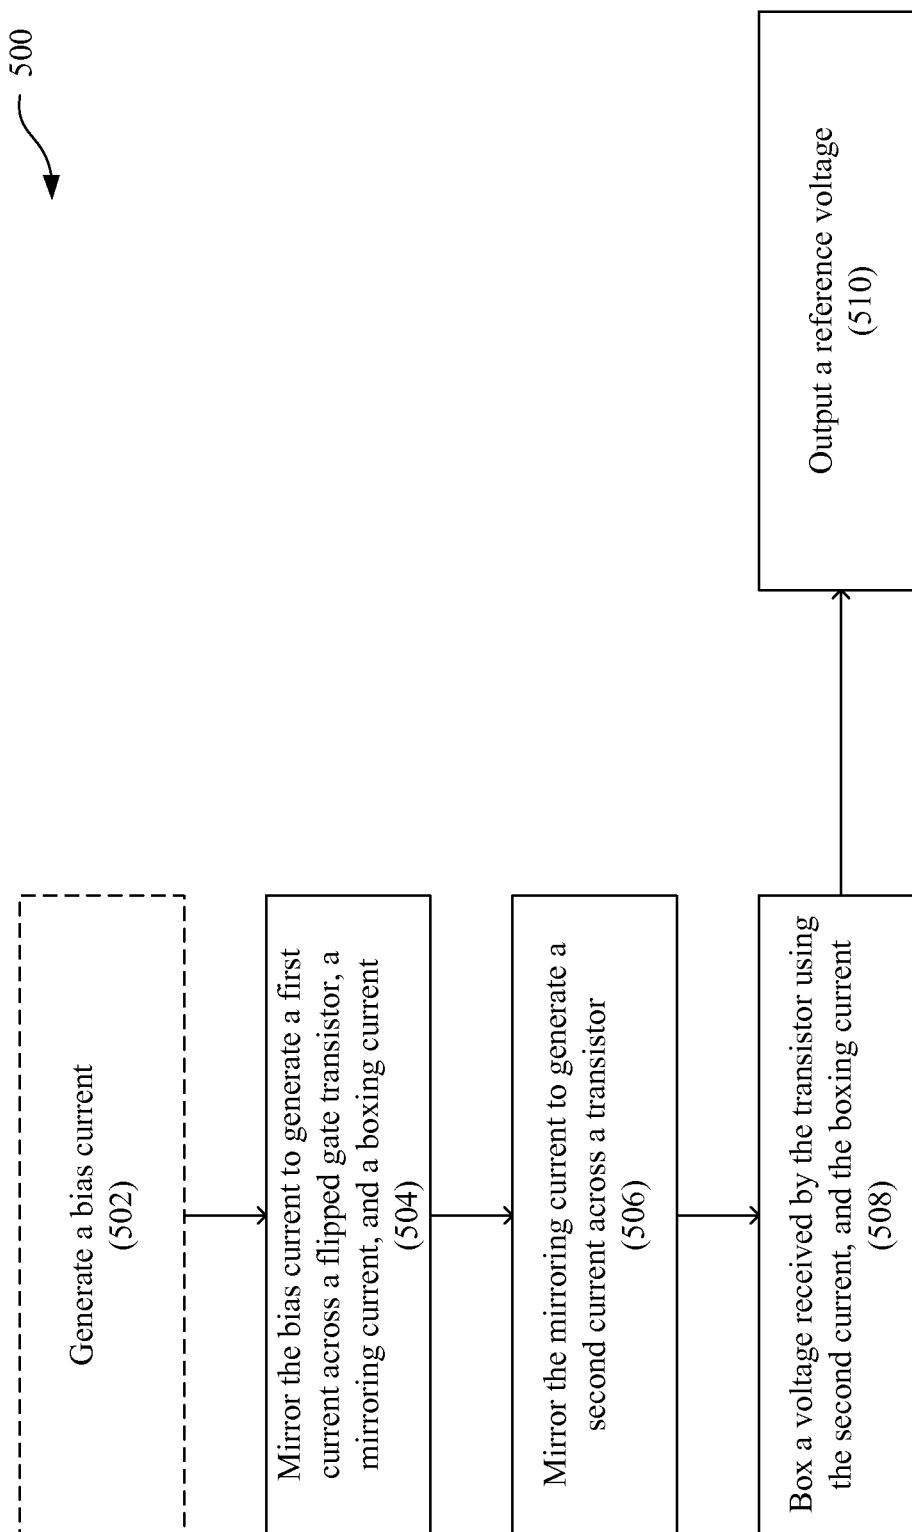 500
Generate a bias current
(502)
Mirror the bias current to generate a first
current across a flipped gate transistor, a
mirroring current, and a boxing current
(504)
Mirror the mirroring current to generate a
second current across a transistor
(506)
Box a voltage received by the transistor using
the second current, and the boxing current
(508)
Output a reference voltage
(510)